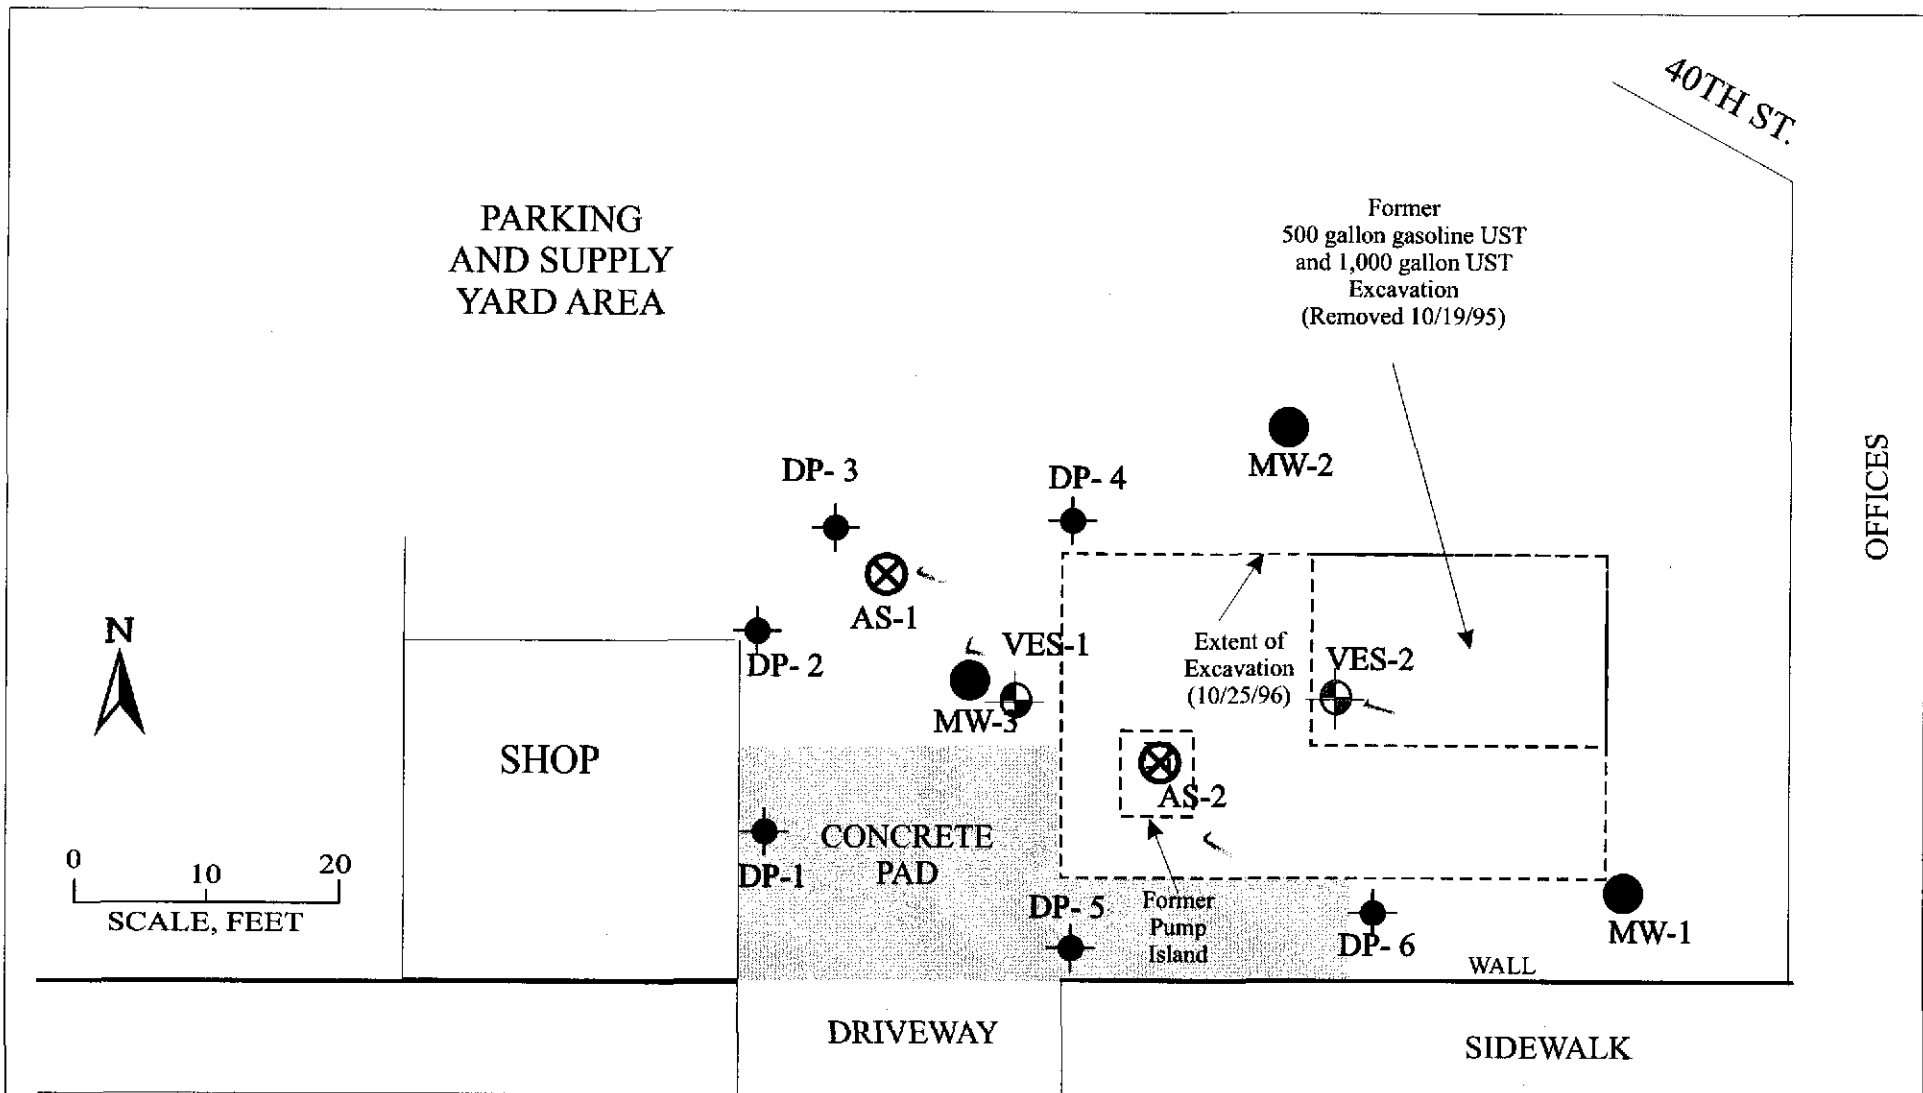 40TH ST.
PARKING
AND SUPPLY
YARD AREA
Former
500 gallon gasoline UST
and 1,000 gallon UST
Excavation
(Removed 10/19/95)
OFFICES
MW-2
DP- 3
DP- 4
AS-1
N
DP- 2
VES-1
Extent of
Excavation
(10/25/96)
VES-2
MW-3
SHOP
AS-2
CONCRETE
PAD
DP-1
0 10 20
SCALE, FEET
DP- 5
Former
Pump
Island
DP- 6
MW-1
WALL
DRIVEWAY
SIDEWALK